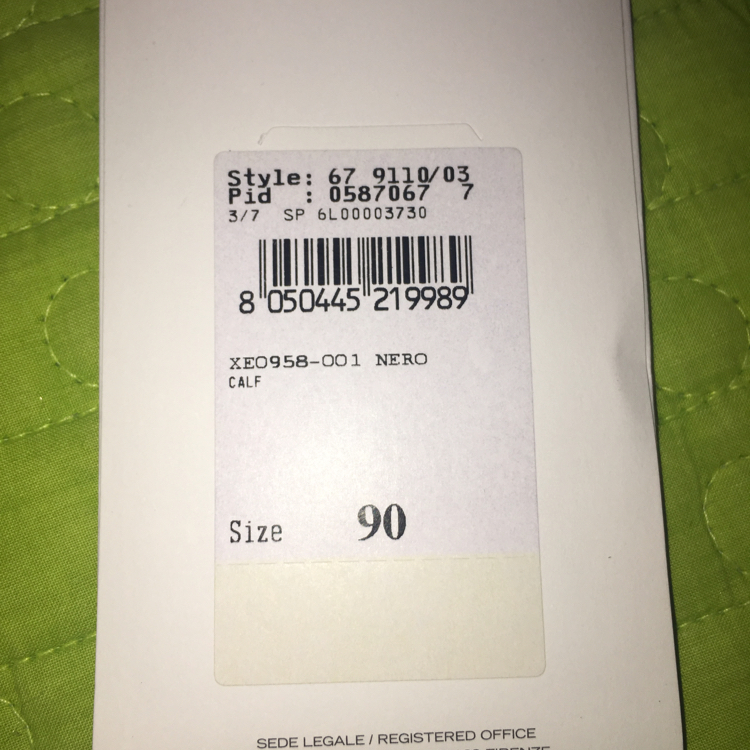 Style: 67 9110/03
Pid : 0587067 7
3/7 SP 6L00003730
8 050445 219989
XE0958-001 NERO
CALF
Size 90
SEDE LEGALE / REGISTERED OFFICE
FIRENZE